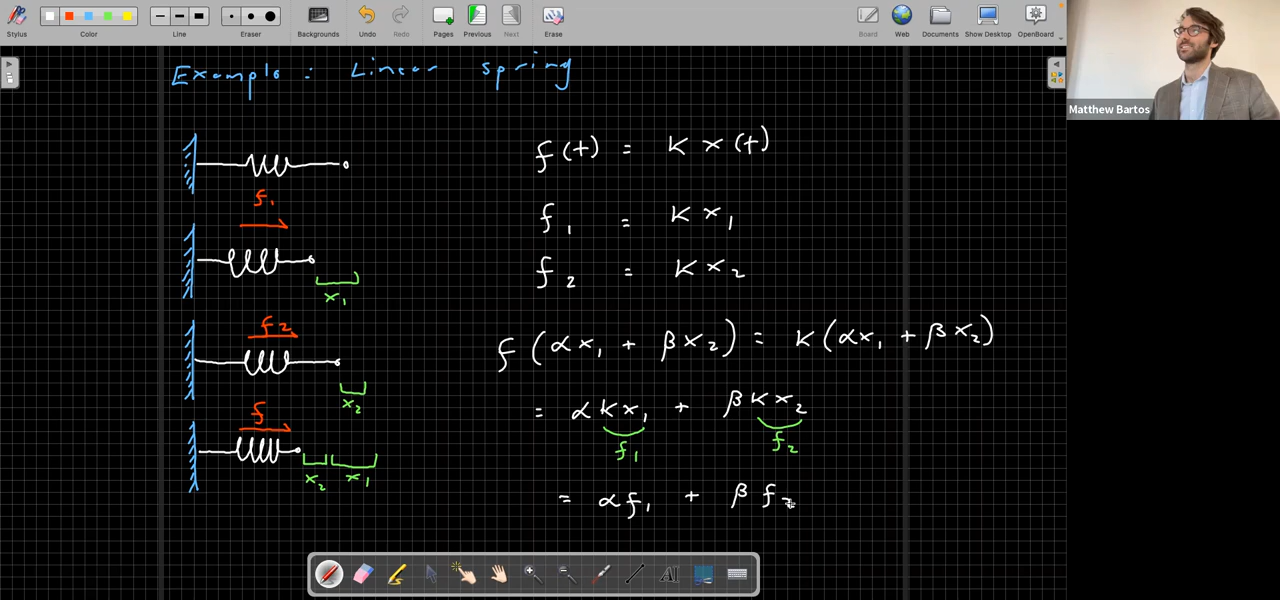 Stylus Color Line Eraser Backgrounds Undo Redo Pages Previous Next Erase Board Web Documents Show Desktop OpenBoard
Matthew Bartos
Example: Linear spring
f(t) = K x(t)
f₁
f₁ = K x₁
f₂ = K x₂
x₁
f₂
f(αx₁ + βx₂) = K(αx₁ + βx₂)
x₂
= αKx₁ + βKx₂
f
f₁ f₂
x₂ x₁
= αf₁ + βf₂
AI